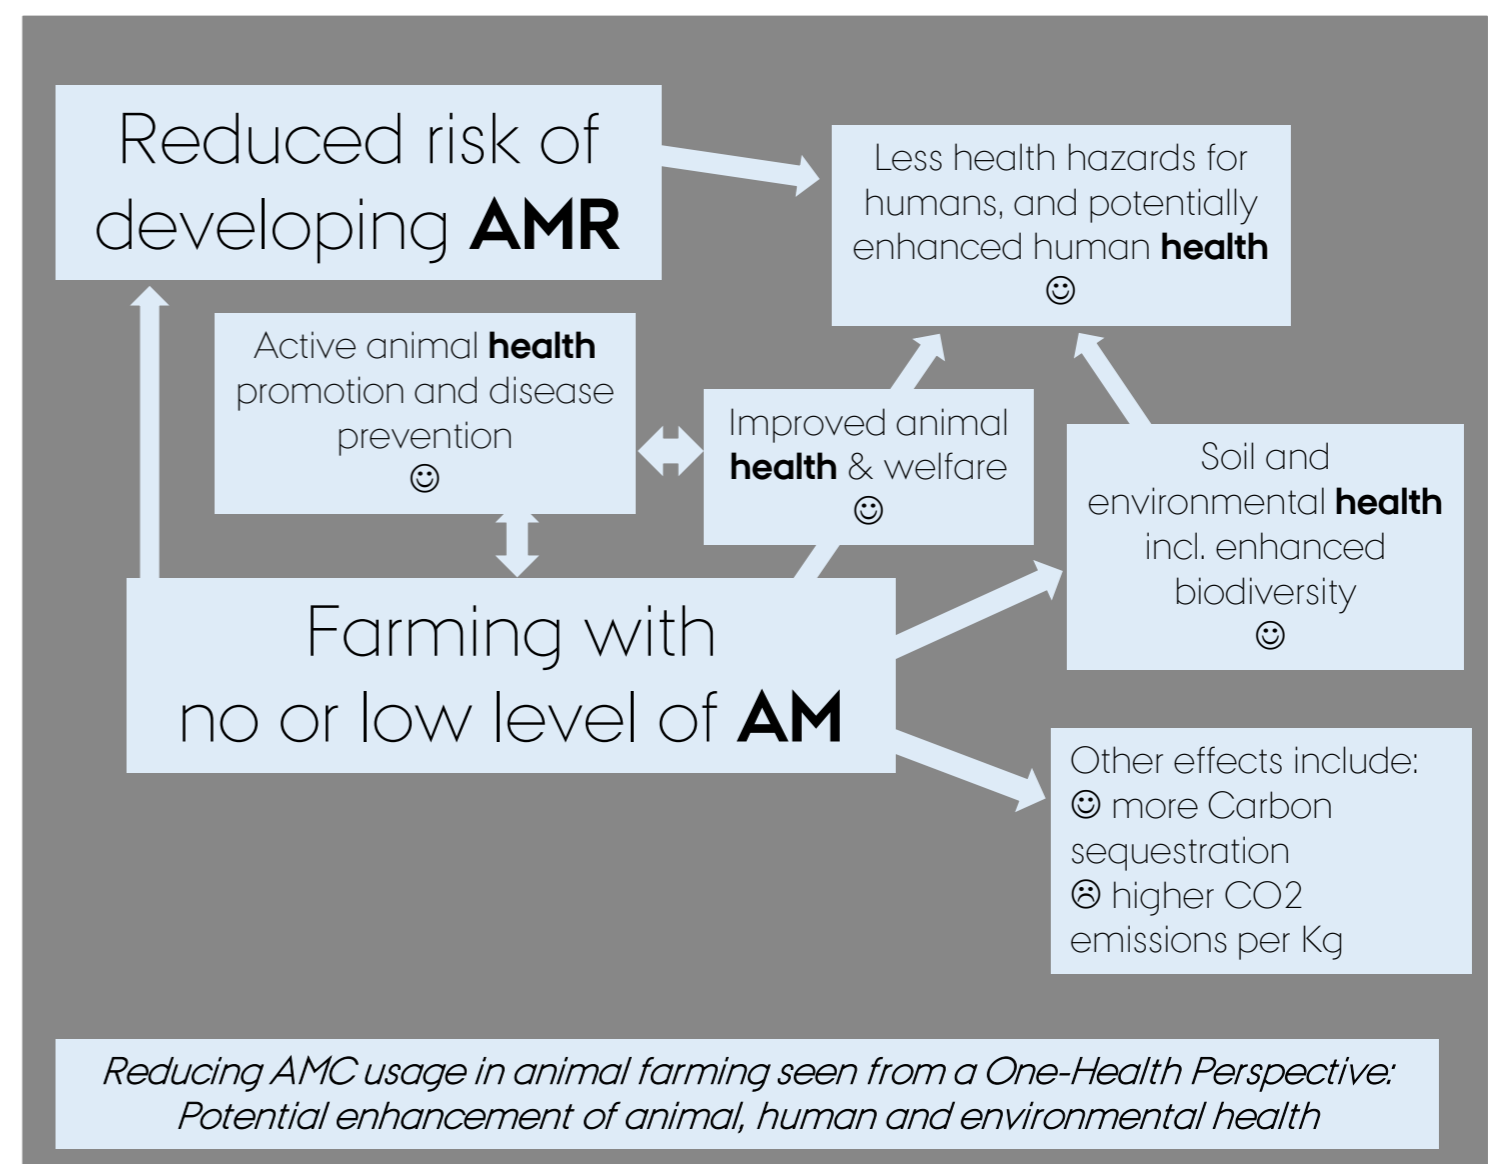 Reduced risk of
developing AMR
Less health hazards for
humans, and potentially
enhanced human health
☺
Active animal health
promotion and disease
prevention
☺
Improved animal
health & welfare
☺
Soil and
environmental health
incl. enhanced
biodiversity
☺
Farming with
no or low level of AM
Other effects include:
☺ more Carbon
sequestration
☹ higher CO2
emissions per Kg
Reducing AMC usage in animal farming seen from a One-Health Perspective:
Potential enhancement of animal, human and environmental health